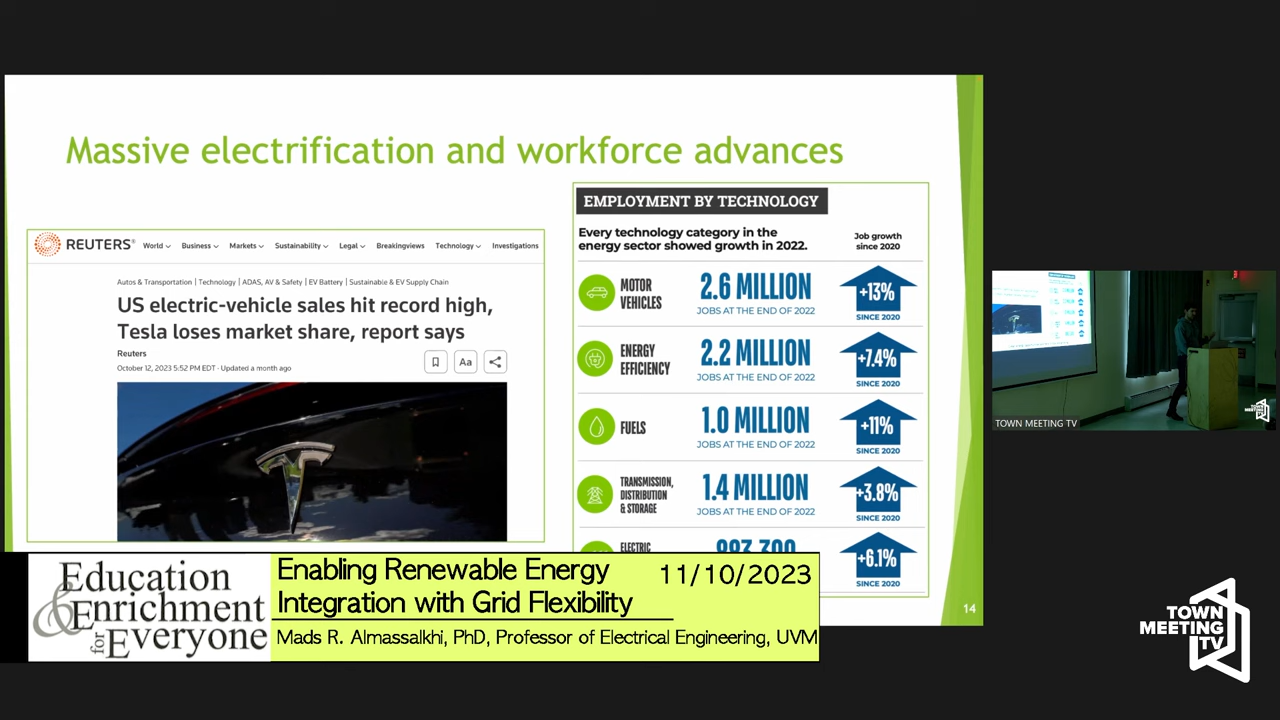 Massive electrification and workforce advances
REUTERS®
World Business Markets Sustainability Legal Breakingviews Technology Investigations
Autos & Transportation | Technology | ADAS, AV & Safety | EV Battery | Sustainable & EV Supply Chain
US electric-vehicle sales hit record high,
Tesla loses market share, report says
Reuters
October 12, 2023 5:52 PM EDT · Updated a month ago
Aa
EMPLOYMENT BY TECHNOLOGY
Every technology category in the
energy sector showed growth in 2022.
Job growth
since 2020
MOTOR
VEHICLES
2.6 MILLION
JOBS AT THE END OF 2022
+13%
SINCE 2020
ENERGY
EFFICIENCY
2.2 MILLION
JOBS AT THE END OF 2022
+7.4%
SINCE 2020
FUELS
1.0 MILLION
JOBS AT THE END OF 2022
+11%
SINCE 2020
TRANSMISSION,
DISTRIBUTION
& STORAGE
1.4 MILLION
JOBS AT THE END OF 2022
+3.8%
SINCE 2020
ELECTRIC
+6.1%
SINCE 2020
14
Education
& Enrichment
for Everyone
Enabling Renewable Energy 11/10/2023
Integration with Grid Flexibility
Mads R. Almassalkhi, PhD, Professor of Electrical Engineering, UVM
TOWN MEETING TV
TOWN
MEETING
TV
TOWN
MEETING
TV